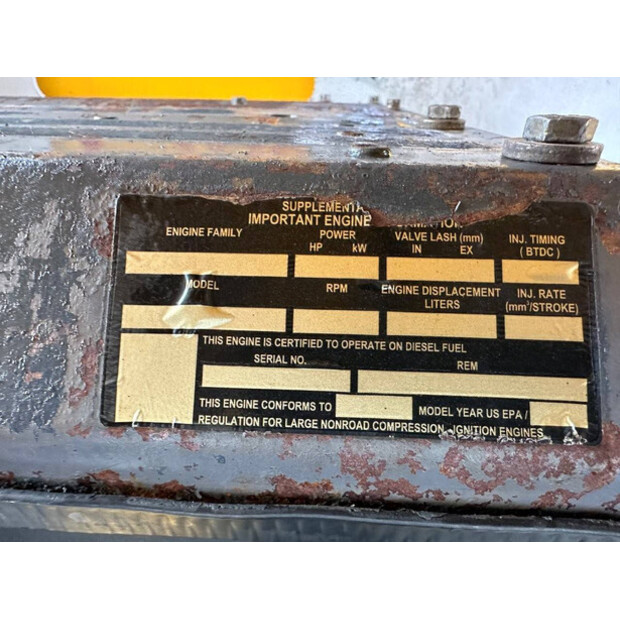 SUPPLEMENTA
IMPORTANT ENGINE
ENGINE FAMILY
POWER
HP kW
VALVE LASH (mm)
IN EX
INJ. TIMING
( BTDC )
MODEL
RPM
ENGINE DISPLACEMENT
LITERS
INJ. RATE
(mm³/STROKE)
THIS ENGINE IS CERTIFIED TO OPERATE ON DIESEL FUEL
SERIAL NO.
REM
THIS ENGINE CONFORMS TO MODEL YEAR US EPA /
REGULATION FOR LARGE NONROAD COMPRESSION-IGNITION ENGINES